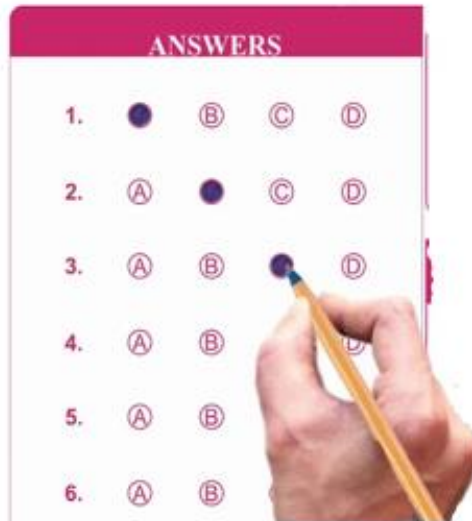 ANSWERS
1. Ⓑ Ⓒ Ⓓ
2. Ⓐ Ⓒ Ⓓ
3. Ⓐ Ⓑ Ⓓ
4. Ⓐ Ⓑ Ⓓ
5. Ⓐ Ⓑ
6. Ⓐ Ⓑ